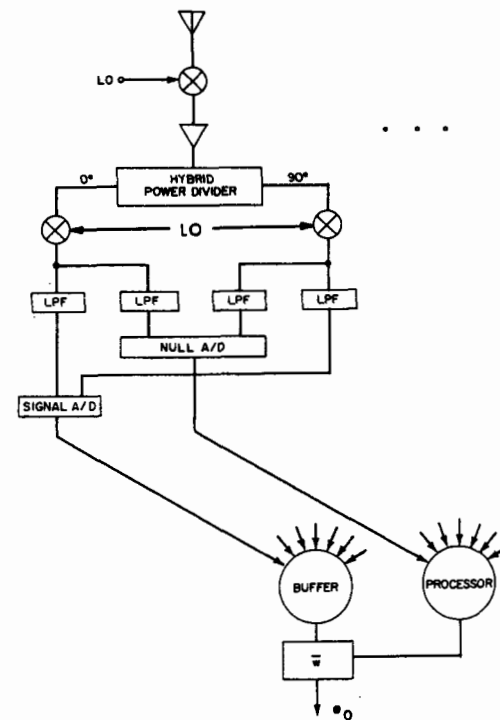 LO
0°
HYBRID
POWER DIVIDER
90°
LO
LPF
LPF
LPF
LPF
NULL A/D
SIGNAL A/D
BUFFER
PROCESSOR
w̅
e₀